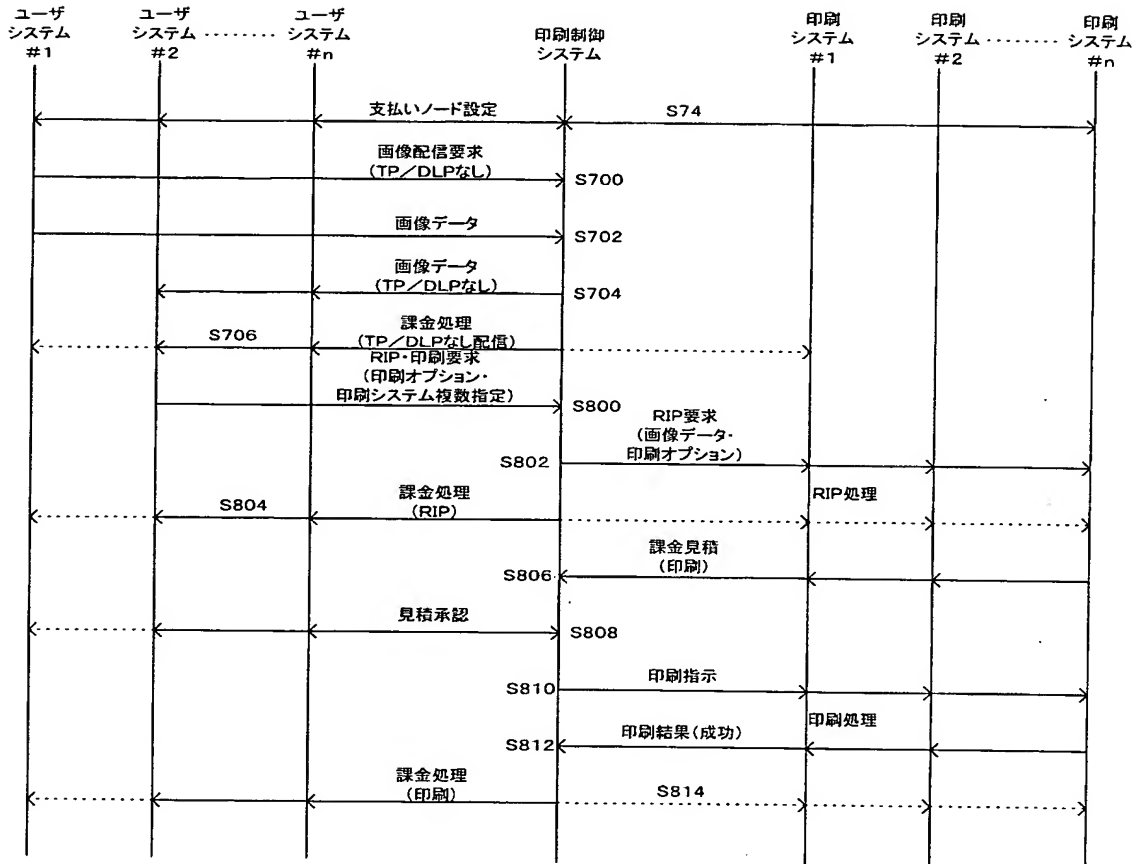 ユーザ
システム
#1
ユーザ
システム ‥‥‥‥
#2
ユーザ
システム
#n
印刷制御
システム
印刷
システム
#1
印刷
システム ‥‥‥‥
#2
印刷
システム
#n
支払いノード設定
S74
画像配信要求
(TP/DLPなし)
S700
画像データ
S702
画像データ
(TP/DLPなし)
S704
課金処理
S706
(TP/DLPなし配信)
RIP・印刷要求
(印刷オプション・
印刷システム複数指定)
S800
RIP要求
(画像データ・
印刷オプション)
S802
RIP処理
課金処理
S804
(RIP)
課金見積
(印刷)
S806
見積承認
S808
印刷指示
S810
印刷処理
印刷結果(成功)
S812
課金処理
(印刷)
S814